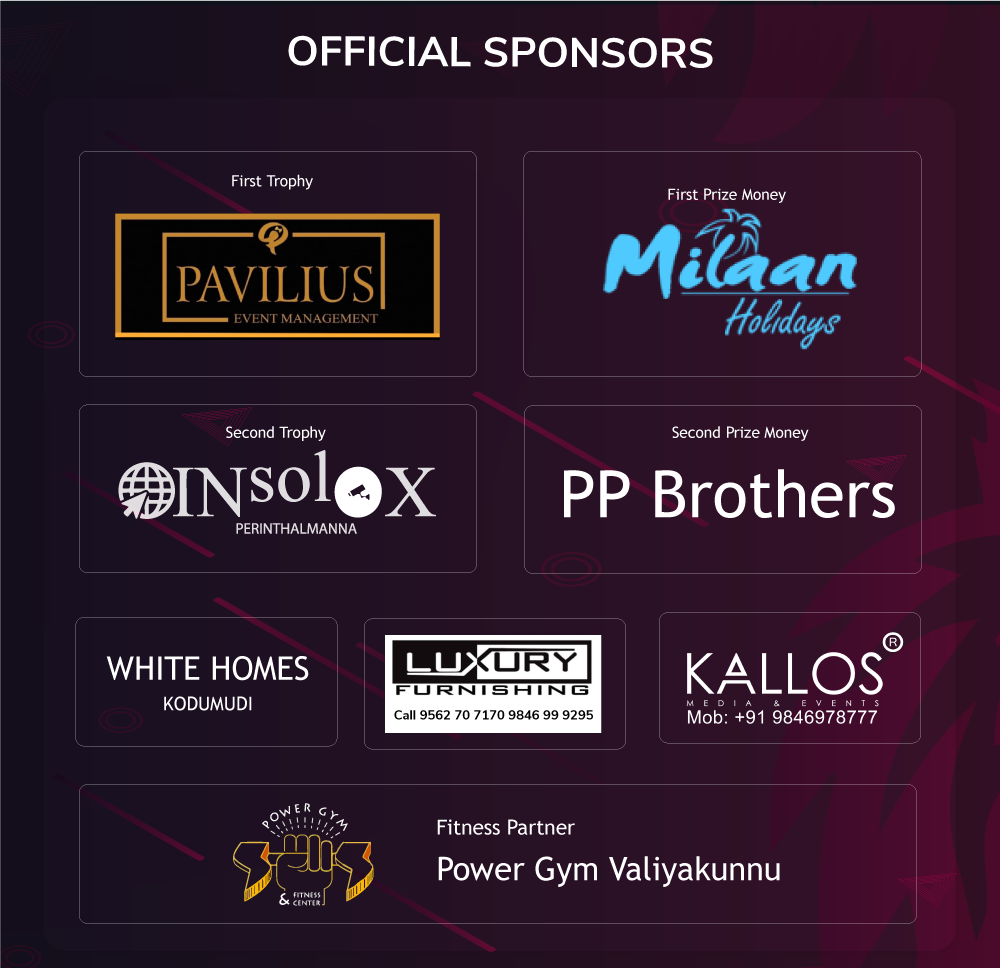 OFFICIAL SPONSORS
First Trophy
PAVILIUS
EVENT MANAGEMENT
First Prize Money
Milaan
Holidays
Second Trophy
INsolOX
PERINTHALMANNA
Second Prize Money
PP Brothers
WHITE HOMES
KODUMUDI
LUXURY
FURNISHING
Call 9562 70 7170 9846 99 9295
KALLOS®
MEDIA & EVENTS
Mob: +91 9846978777
POWER GYM
& FITNESS
CENTER
Fitness Partner
Power Gym Valiyakunnu